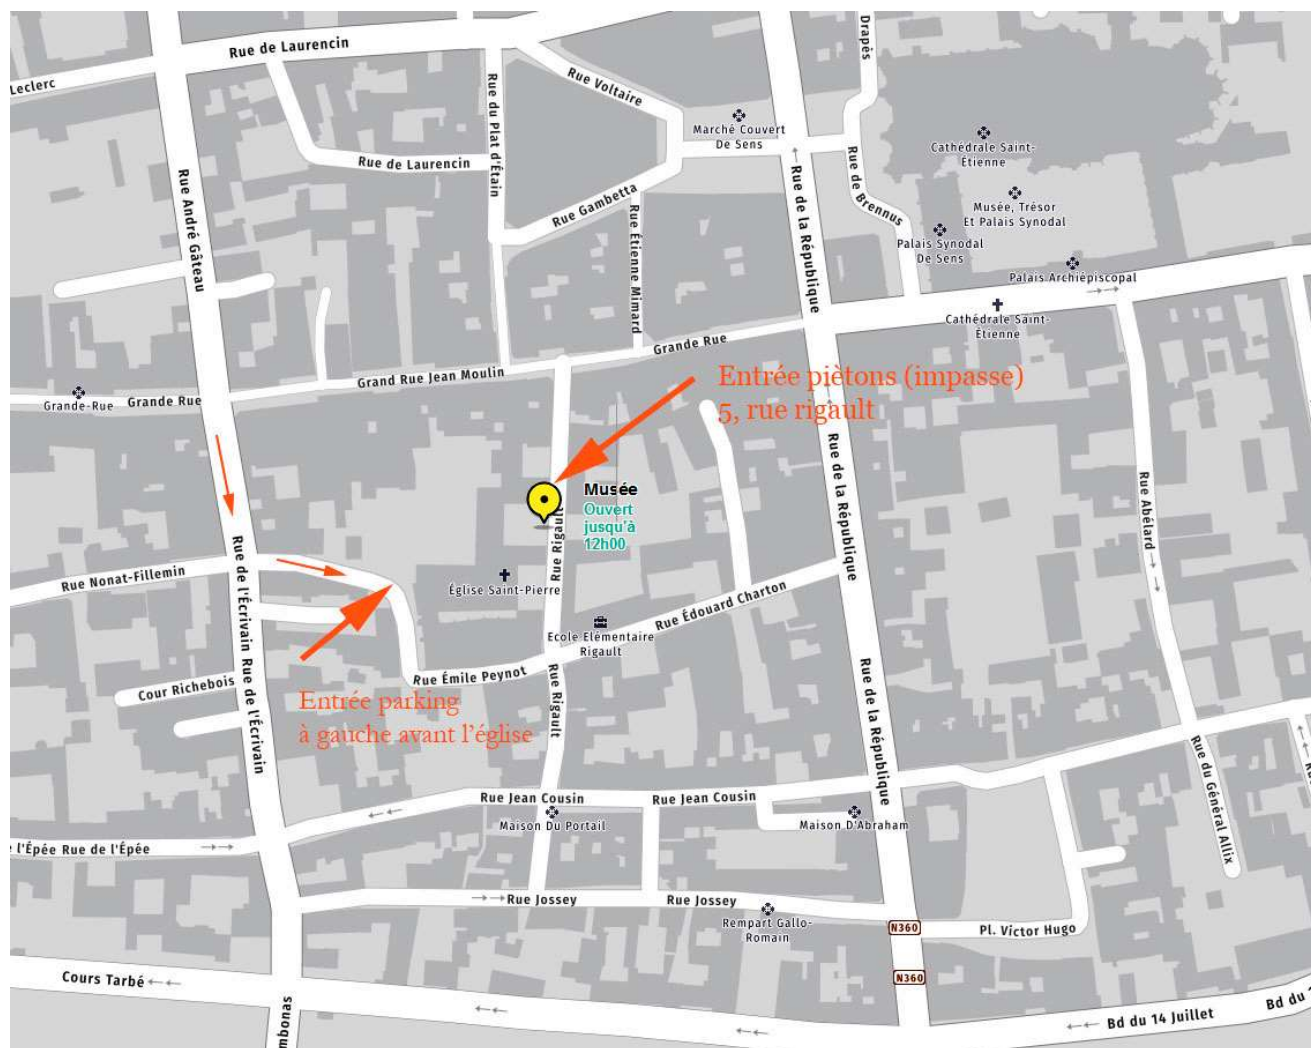 Rue de Laurencin
Leclerc
Drapès
Rue Voltaire
Rue du Plat d'Étain
Marché Couvert
De Sens
Cathédrale Saint-
Étienne
Rue de Laurencin
Rue André Gâteau
Rue Gambetta
Rue Étienne Mimard
Rue de la République
Rue de Brennus
Musée, Trésor
Et Palais Synodal
Palais Synodal
De Sens
Palais Archiépiscopal
Cathédrale Saint-
Étienne
Grande Rue
Grand Rue Jean Moulin
Grande-Rue
Grande Rue
Entrée piètons (impasse)
5, rue rigault
Musée
Ouvert
jusqu'à
12h00
Rue Rigault
Rue de la République
Rue Abélard
Rue Nonat-Fillemin
Rue de l'Écrivain
Rue de l'Écrivain
Église Saint-Pierre
Ecole Elémentaire
Rigault
Rue Édouard Charton
Rue Émile Peynot
Cour Richebois
Entrée parking
à gauche avant l'église
Rue Rigault
Rue de la République
Rue du Général Allix
Rue Jean Cousin
Rue Jean Cousin
Maison Du Portail
Maison D'Abraham
l'Épée Rue de l'Épée
Rue Jossey
Rue Jossey
Rempart Gallo-
Romain
N360
Pl. Victor Hugo
N360
Cours Tarbé
mbonas
Bd du 14 Juillet
Bd du 1